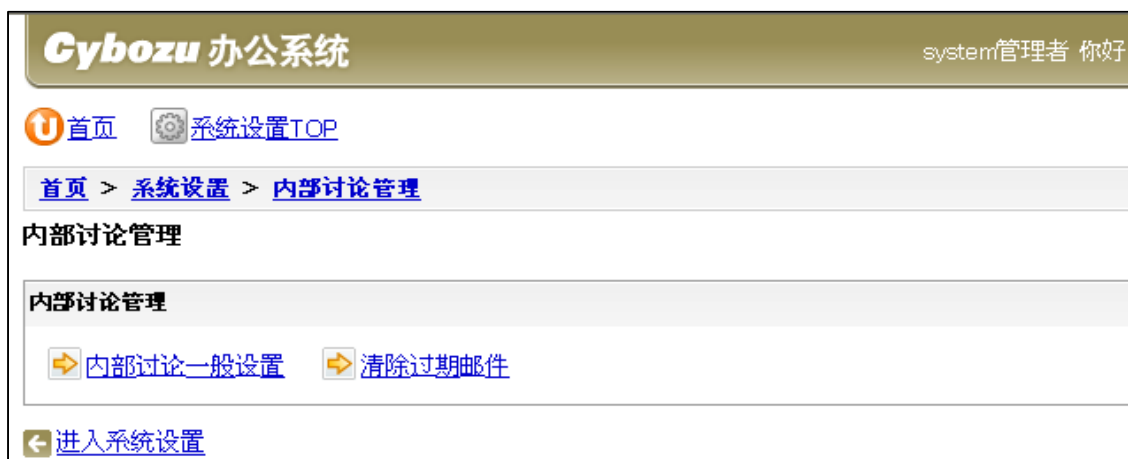 Cybozu 办公系统 system管理者 你好
首页 系统设置TOP
首页 > 系统设置 > 内部讨论管理
内部讨论管理
内部讨论管理
内部讨论一般设置 清除过期邮件
进入系统设置